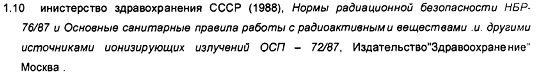 1.10 инистерство здравохранения СССР (1988), Нормы радиационной безопасности НБР-
76/87 и Основные санитарные правила работы с радиоактивными веществами .и. другими
источниками ионизирующих излучений ОСП – 72/87, Издательство"Здравоохранение"
Москва .